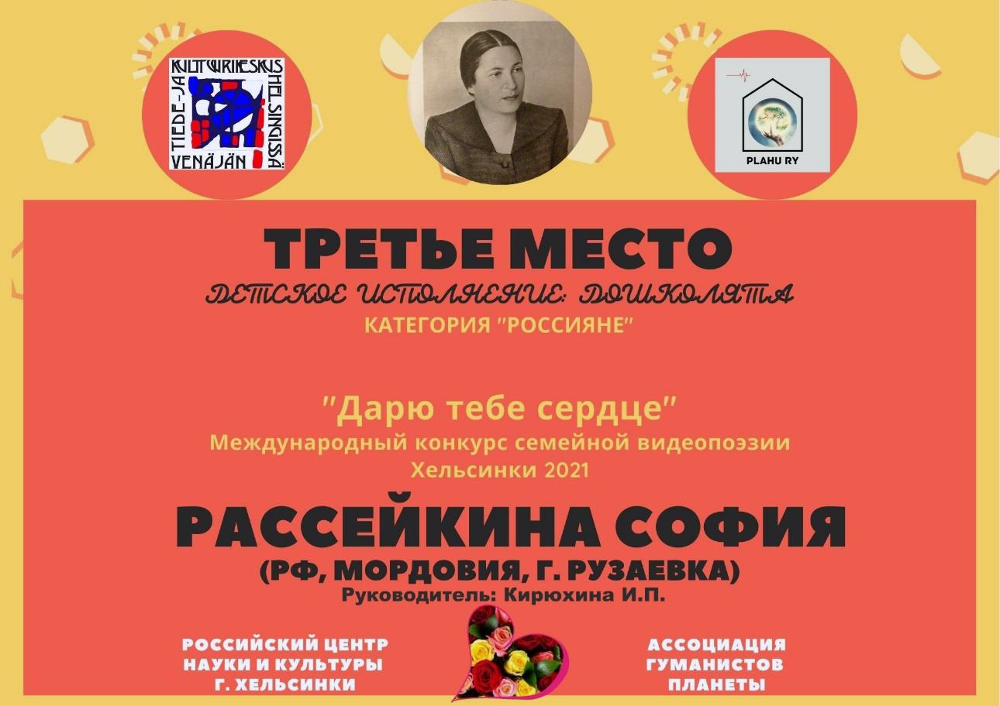 KULTTUURIKESKUS
TIEDE-JA
HELSINGISSÄ
VENÄJÄN
PLAHU RY
ТРЕТЬЕ МЕСТО
ДЕТСКОЕ ИСПОЛНЕНИЕ: ДОШКОЛЯТА
КАТЕГОРИЯ "РОССИЯНЕ"
"Дарю тебе сердце"
Международный конкурс семейной видеопоэзии
Хельсинки 2021
РАССЕЙКИНА СОФИЯ
(РФ, МОРДОВИЯ, Г. РУЗАЕВКА)
Руководитель: Кирюхина И.П.
РОССИЙСКИЙ ЦЕНТР
НАУКИ И КУЛЬТУРЫ
Г. ХЕЛЬСИНКИ
АССОЦИАЦИЯ
ГУМАНИСТОВ
ПЛАНЕТЫ